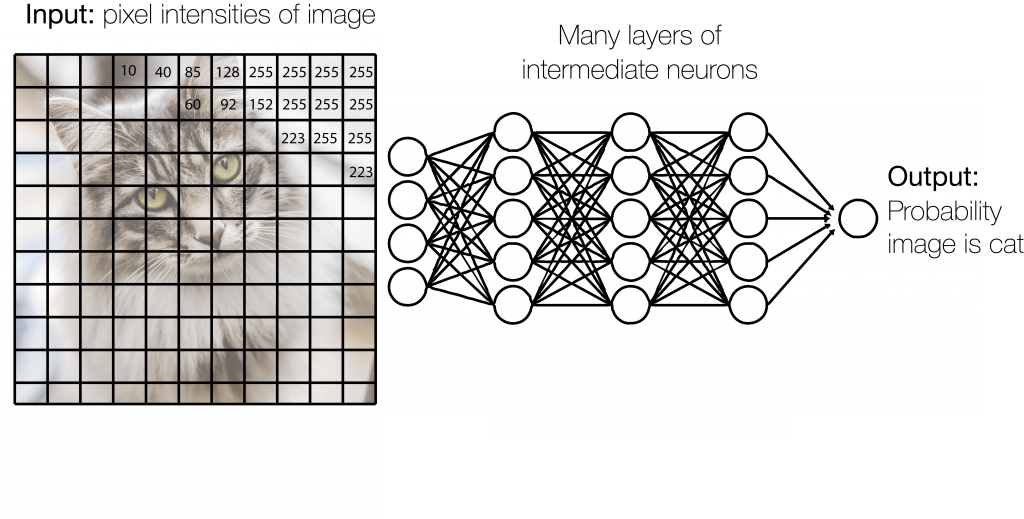 Input: pixel intensities of image
Many layers of
intermediate neurons
10 40 85 128 255 255 255 255
60 92 152 255 255 255
223 255 255
223
Output:
Probability
image is cat